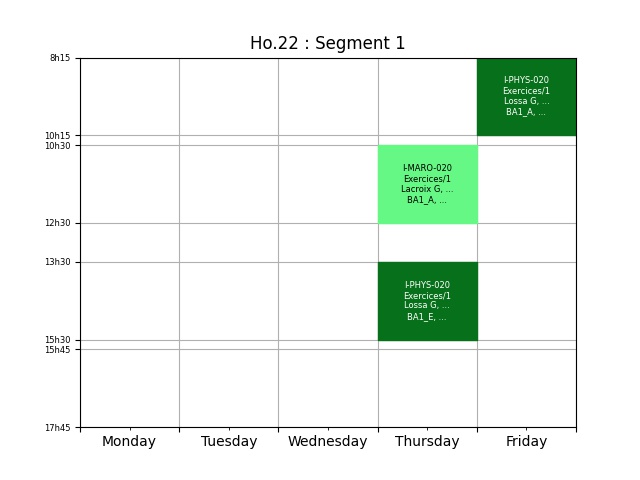 Ho.22 : Segment 1
8h15
I-PHYS-020
Exercices/1
Lossa G, ...
BA1_A, ...
10h15
10h30
I-MARO-020
Exercices/1
Lacroix G, ...
BA1_A, ...
12h30
13h30
I-PHYS-020
Exercices/1
Lossa G, ...
BA1_E, ...
15h30
15h45
17h45
Monday Tuesday Wednesday Thursday Friday